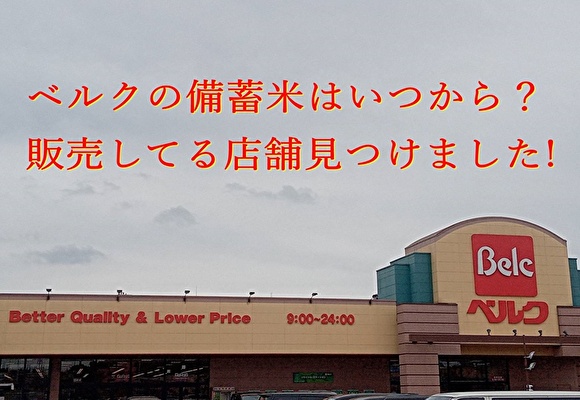 ベルクの備蓄米はいつから？
販売してる店舗見つけました!
Belc
ベルク
Better Quality & Lower Price 9:00~24:00